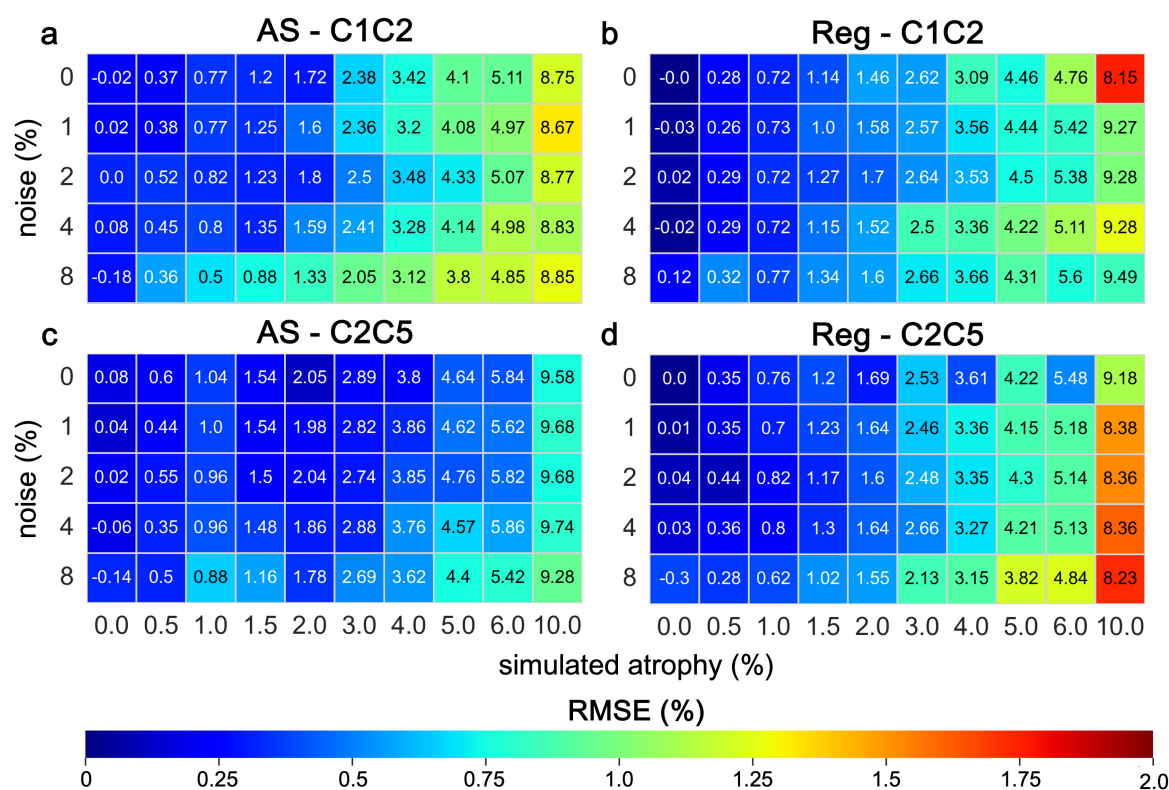 a AS - C1C2
0 -0.02 0.37 0.77 1.2 1.72 2.38 3.42 4.1 5.11 8.75
1 0.02 0.38 0.77 1.25 1.6 2.36 3.2 4.08 4.97 8.67
2 0.0 0.52 0.82 1.23 1.8 2.5 3.48 4.33 5.07 8.77
4 0.08 0.45 0.8 1.35 1.59 2.41 3.28 4.14 4.98 8.83
8 -0.18 0.36 0.5 0.88 1.33 2.05 3.12 3.8 4.85 8.85
noise (%)
b Reg - C1C2
0 -0.0 0.28 0.72 1.14 1.46 2.62 3.09 4.46 4.76 8.15
1 -0.03 0.26 0.73 1.0 1.58 2.57 3.56 4.44 5.42 9.27
2 0.02 0.29 0.72 1.27 1.7 2.64 3.53 4.5 5.38 9.28
4 -0.02 0.29 0.72 1.15 1.52 2.5 3.36 4.22 5.11 9.28
8 0.12 0.32 0.77 1.34 1.6 2.66 3.66 4.31 5.6 9.49
c AS - C2C5
0 0.08 0.6 1.04 1.54 2.05 2.89 3.8 4.64 5.84 9.58
1 0.04 0.44 1.0 1.54 1.98 2.82 3.86 4.62 5.62 9.68
2 0.02 0.55 0.96 1.5 2.04 2.74 3.85 4.76 5.82 9.68
4 -0.06 0.35 0.96 1.48 1.86 2.88 3.76 4.57 5.86 9.74
8 -0.14 0.5 0.88 1.16 1.78 2.69 3.62 4.4 5.42 9.28
noise (%)
0.0 0.5 1.0 1.5 2.0 3.0 4.0 5.0 6.0 10.0
d Reg - C2C5
0 0.0 0.35 0.76 1.2 1.69 2.53 3.61 4.22 5.48 9.18
1 0.01 0.35 0.7 1.23 1.64 2.46 3.36 4.15 5.18 8.38
2 0.04 0.44 0.82 1.17 1.6 2.48 3.35 4.3 5.14 8.36
4 0.03 0.36 0.8 1.3 1.64 2.66 3.27 4.21 5.13 8.36
8 -0.3 0.28 0.62 1.02 1.55 2.13 3.15 3.82 4.84 8.23
0.0 0.5 1.0 1.5 2.0 3.0 4.0 5.0 6.0 10.0
simulated atrophy (%)
RMSE (%)
0 0.25 0.5 0.75 1.0 1.25 1.5 1.75 2.0